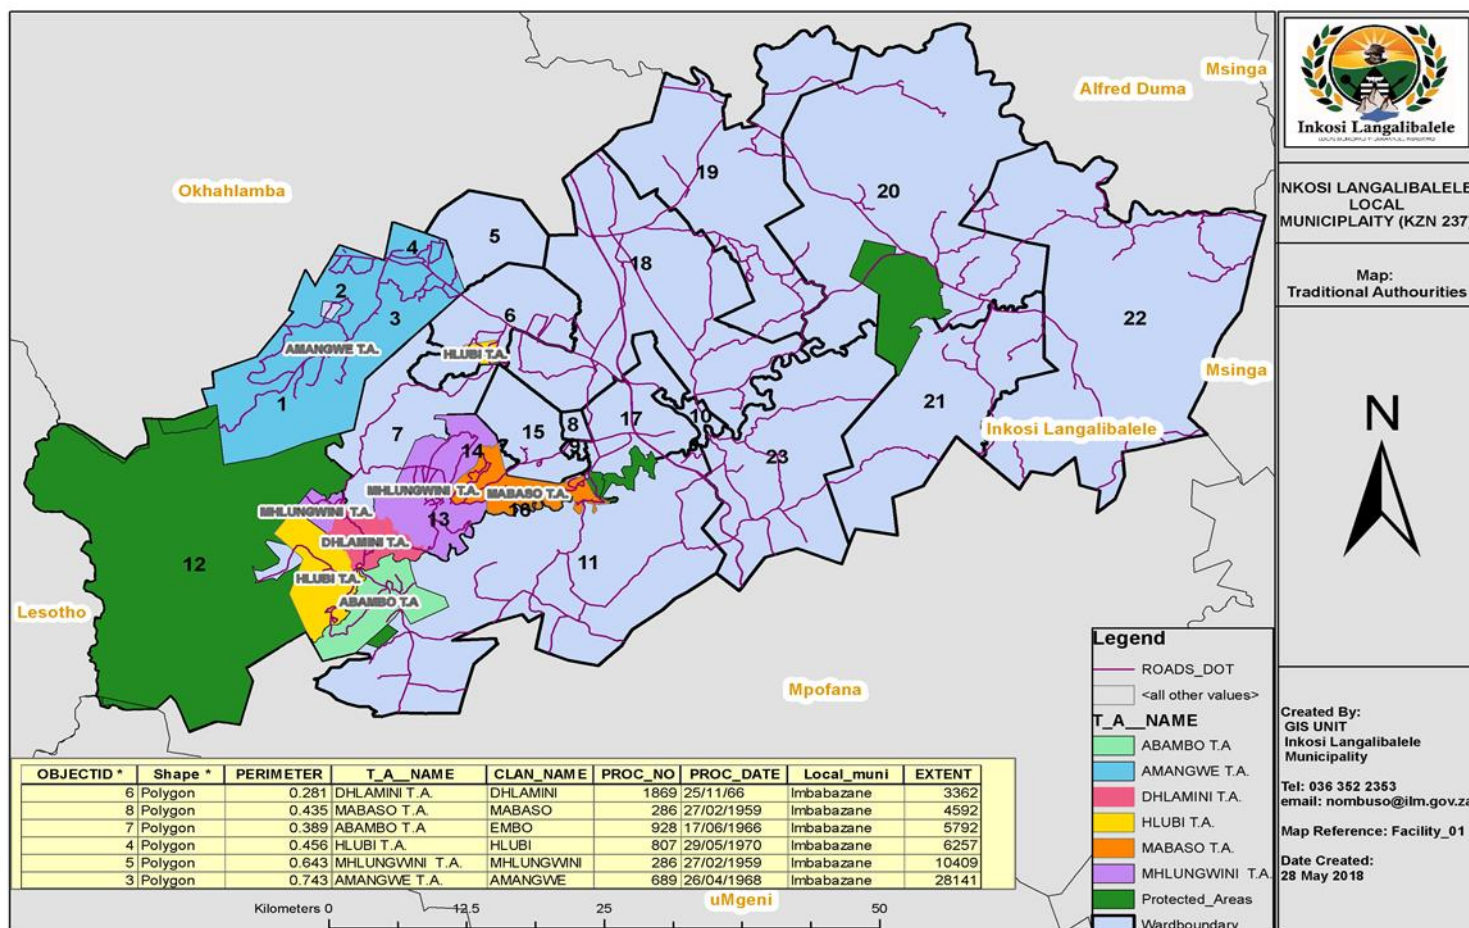 Msinga
Alfred Duma
Okhahlamba
19
20
5
4
18
2
3
6
22
AMANGWE T.A.
HLUBI T.A.
Msinga
1
21
10
17
8
7
15
9
Inkosi Langalibalele
14
23
MHLUNGWINI T.A.
MABASO T.A.
16
MHLUNGWINI T.A.
13
DHLAMINI T.A.
12
11
HLUBI T.A.
ABAMBO T.A
Lesotho
Mpofana
uMgeni
OBJECTID * Shape * PERIMETER T_A__NAME CLAN_NAME PROC_NO PROC_DATE Local_muni EXTENT
6 Polygon 0.281 DHLAMINI T.A. DHLAMINI 1869 25/11/66 Imbabazane 3362
8 Polygon 0.435 MABASO T.A. MABASO 286 27/02/1959 Imbabazane 4592
7 Polygon 0.389 ABAMBO T.A EMBO 928 17/06/1966 Imbabazane 5792
4 Polygon 0.456 HLUBI T.A. HLUBI 807 29/05/1970 Imbabazane 6257
5 Polygon 0.643 MHLUNGWINI T.A. MHLUNGWINI 286 27/02/1959 Imbabazane 10409
3 Polygon 0.743 AMANGWE T.A. AMANGWE 689 26/04/1968 Imbabazane 28141
Kilometers 0 12.5 25 50
Legend
ROADS_DOT
<all other values>
T_A__NAME
ABAMBO T.A
AMANGWE T.A.
DHLAMINI T.A.
HLUBI T.A.
MABASO T.A.
MHLUNGWINI T.A.
Protected_Areas
Wardboundary
Inkosi Langalibalele
NKOSI LANGALIBALELE
LOCAL
MUNICIPLAITY (KZN 237)
Map:
Traditional Authourities
N
Created By:
GIS UNIT
Inkosi Langalibalele
Municipality
Tel: 036 352 2353
email: nombuso@ilm.gov.za
Map Reference: Facility_01
Date Created:
28 May 2018